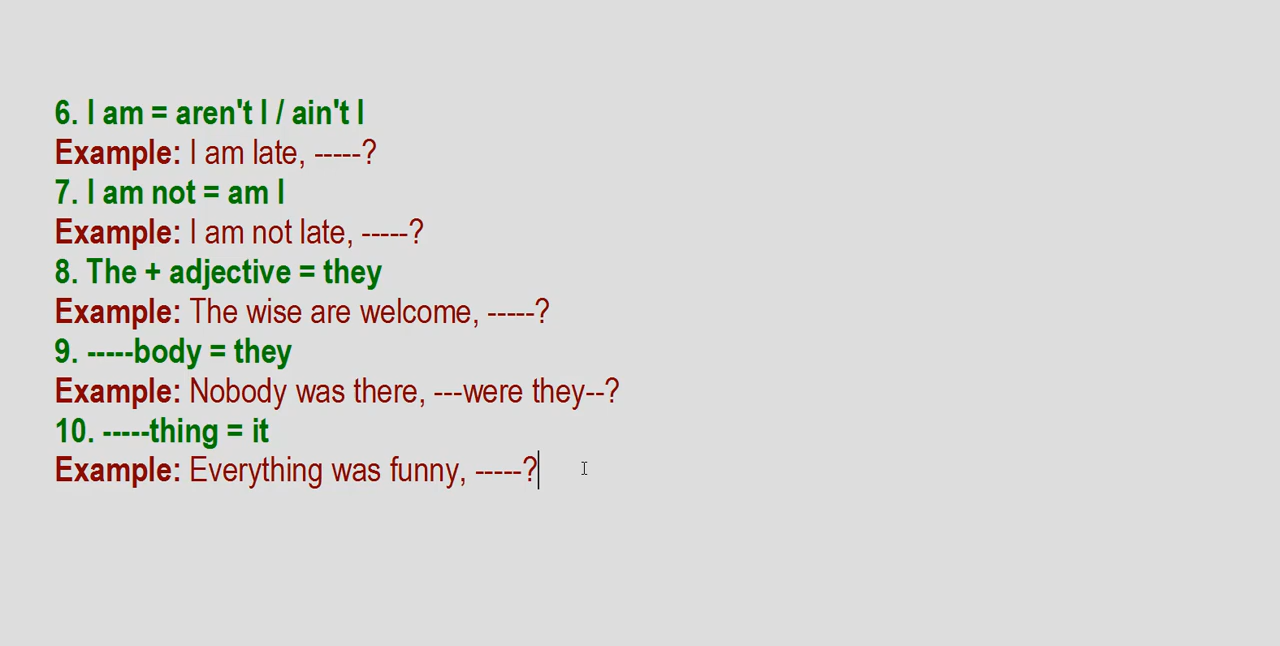 6. I am = aren't I / ain't I
Example: I am late, -----?
7. I am not = am I
Example: I am not late, -----?
8. The + adjective = they
Example: The wise are welcome, -----?
9. -----body = they
Example: Nobody was there, ---were they--?
10. -----thing = it
Example: Everything was funny, -----?